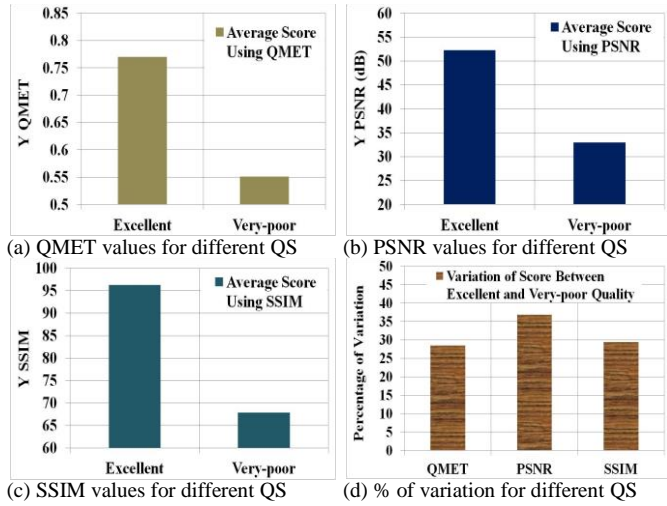 0.85
0.8
0.75
0.7
0.65
0.6
0.55
0.5
Y QMET
Average Score
Using QMET
Excellent Very-poor
(a) QMET values for different QS
60
55
50
45
40
35
30
25
20
Y PSNR (dB)
Average Score
Using PSNR
Excellent Very-poor
(b) PSNR values for different QS
100
95
90
85
80
75
70
65
60
Y SSIM
Average Score
Using SSIM
Excellent Very-poor
(c) SSIM values for different QS
50
45
40
35
30
25
20
15
10
5
0
Percentage of Variation
Variation of Score Between
Excellent and Very-poor Quality
QMET PSNR SSIM
(d) % of variation for different QS